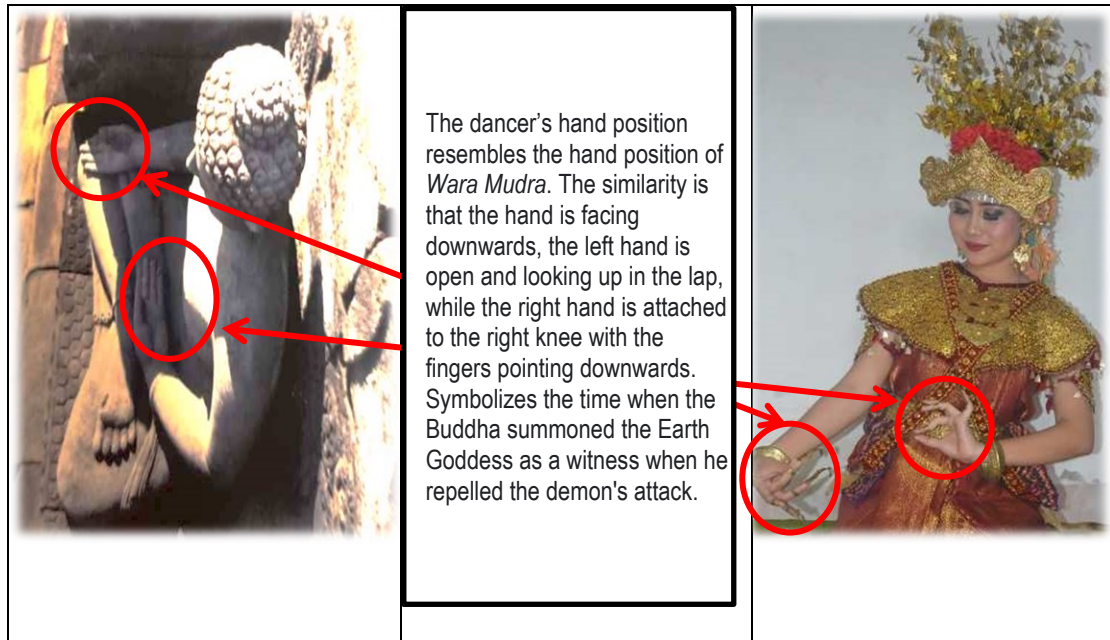 The dancer’s hand position
resembles the hand position of
Wara Mudra. The similarity is
that the hand is facing
downwards, the left hand is
open and looking up in the lap,
while the right hand is attached
to the right knee with the
fingers pointing downwards.
Symbolizes the time when the
Buddha summoned the Earth
Goddess as a witness when he
repelled the demon's attack.